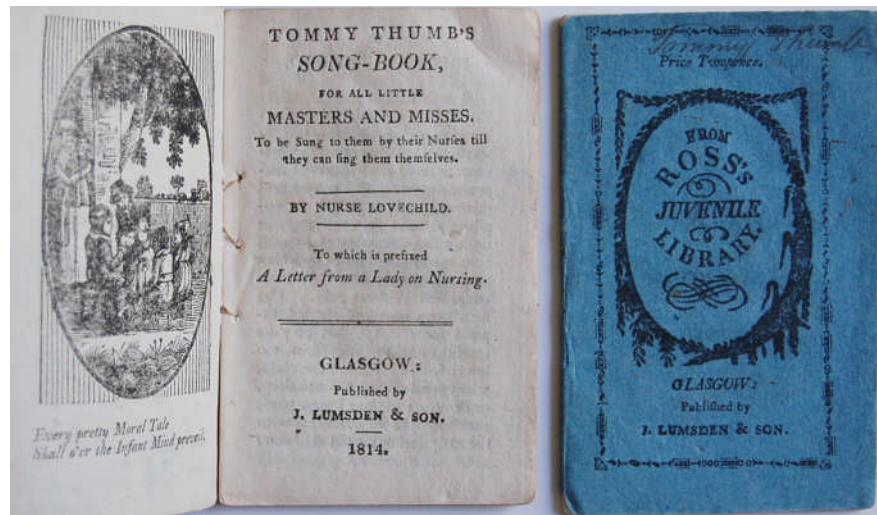 Every pretty Moral Tale
Shall o'er the Infant Mind prevail.
TOMMY THUMB'S
SONG-BOOK,
FOR ALL LITTLE
MASTERS AND MISSES.
To be Sung to them by their Nurſes till
they can ſing them themſelves.
BY NURSE LOVECHILD.
To which is prefixed
A Letter from a Lady on Nursing.
GLASGOW:
Published by
J. LUMSDEN & SON.
1814.
Tommy Thumb
Price Twopence.
FROM
ROSS'S
JUVENILE
LIBRARY.
GLASGOW:
Publiſhed by
J. LUMSDEN & SON.